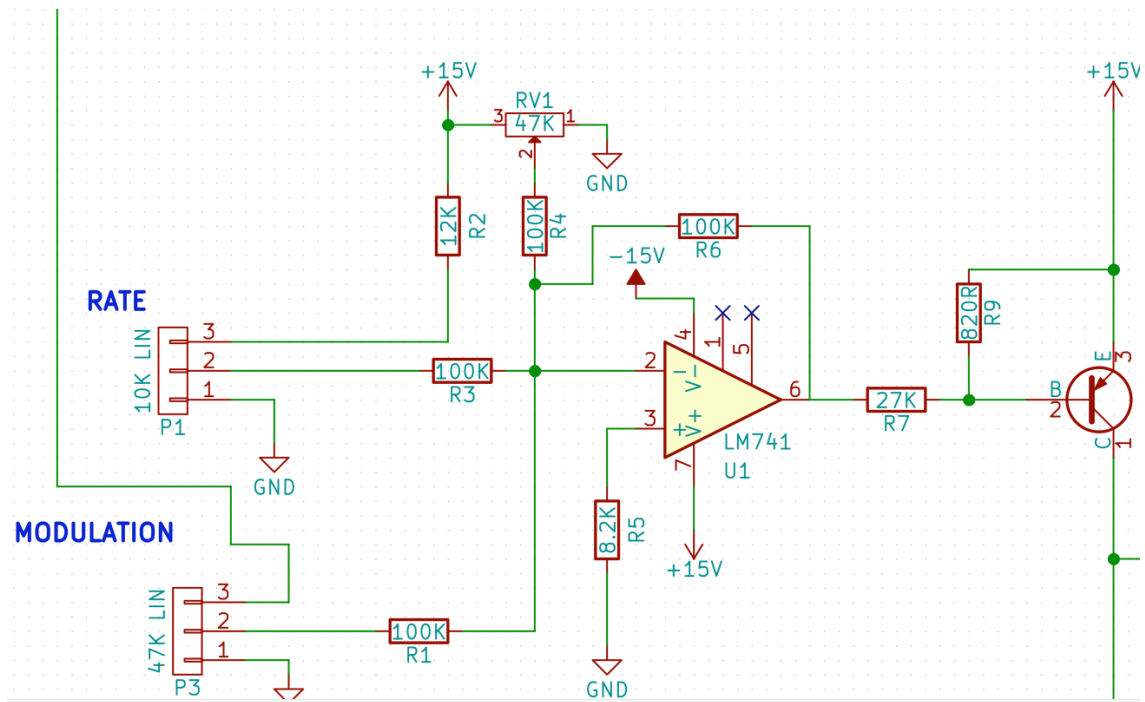 +15V
+15V
RV1
3 47K 1
2
GND
12K R2
100K R4
100K
R6
-15V
RATE
10K LIN
3
2
1
P1
100K
R3
GND
4
1
5
2
3
7
6
- V-
+ V+
LM741
U1
27K
R7
820R R9
E 3
B
2
C 1
MODULATION
47K LIN
3
2
1
P3
100K
R1
8.2K R5
+15V
GND